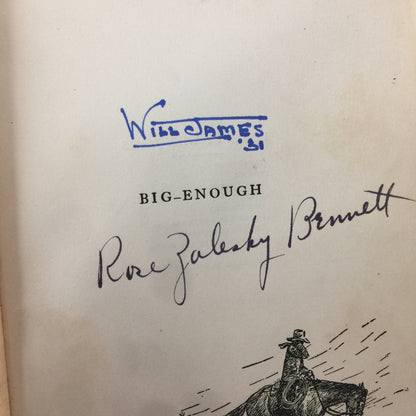 WILL JAMES
'31
BIG-ENOUGH
Rose Zalesky Bennett